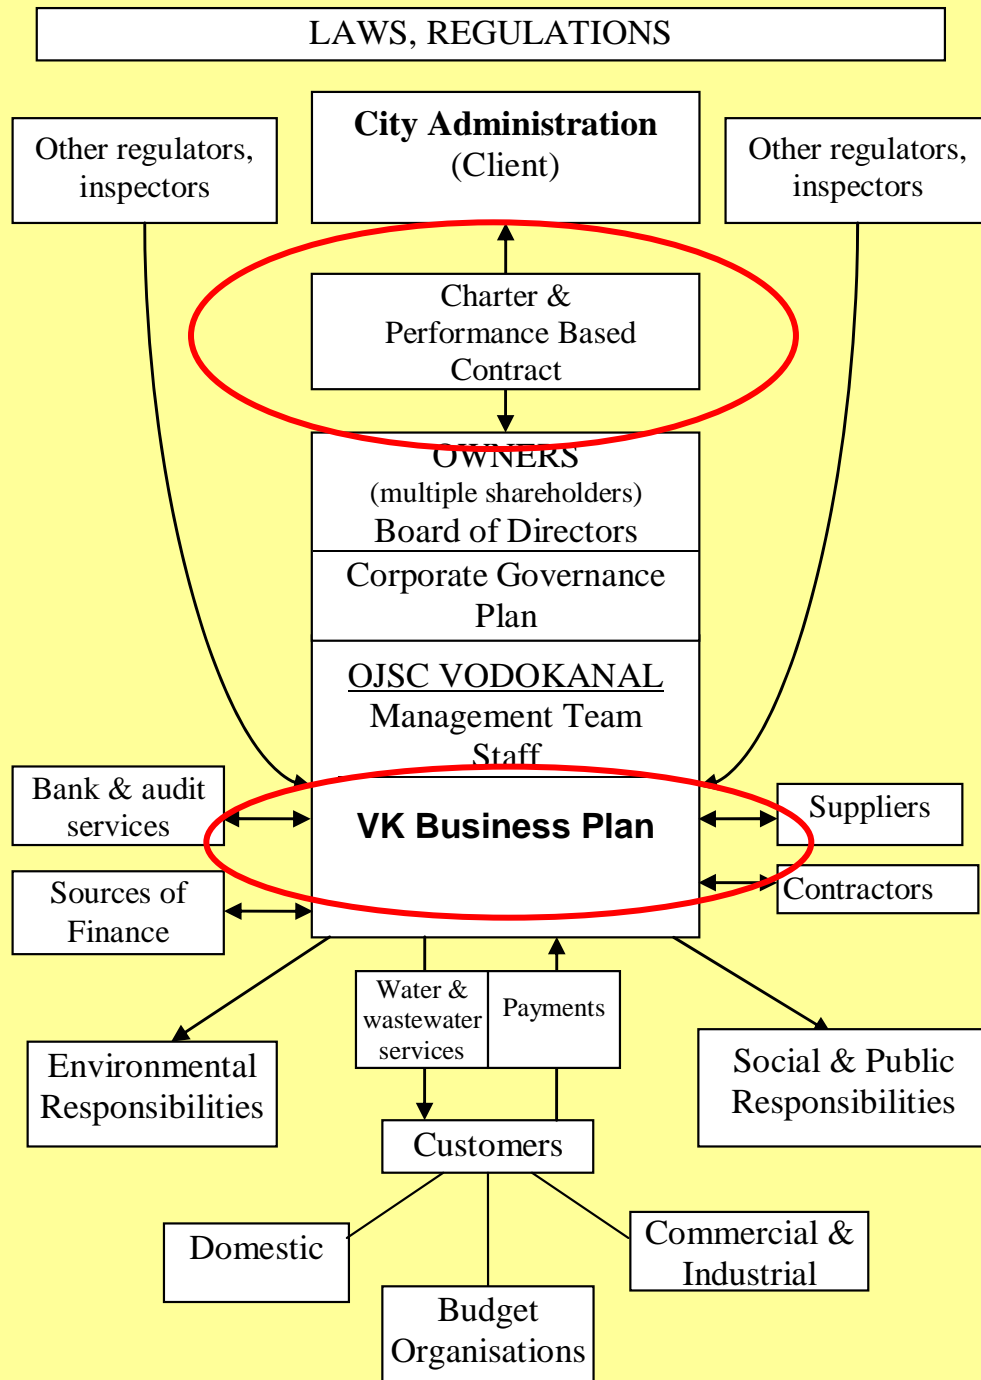 LAWS, REGULATIONS
City Administration
(Client)
Other regulators,
inspectors
Other regulators,
inspectors
Charter &
Performance Based
Contract
OWNERS
(multiple shareholders)
Board of Directors
Corporate Governance
Plan
OJSC VODOKANAL
Management Team
Staff
VK Business Plan
Bank & audit
services
Suppliers
Sources of
Finance
Contractors
Water &
wastewater
services
Payments
Environmental
Responsibilities
Social & Public
Responsibilities
Customers
Domestic
Commercial &
Industrial
Budget
Organisations